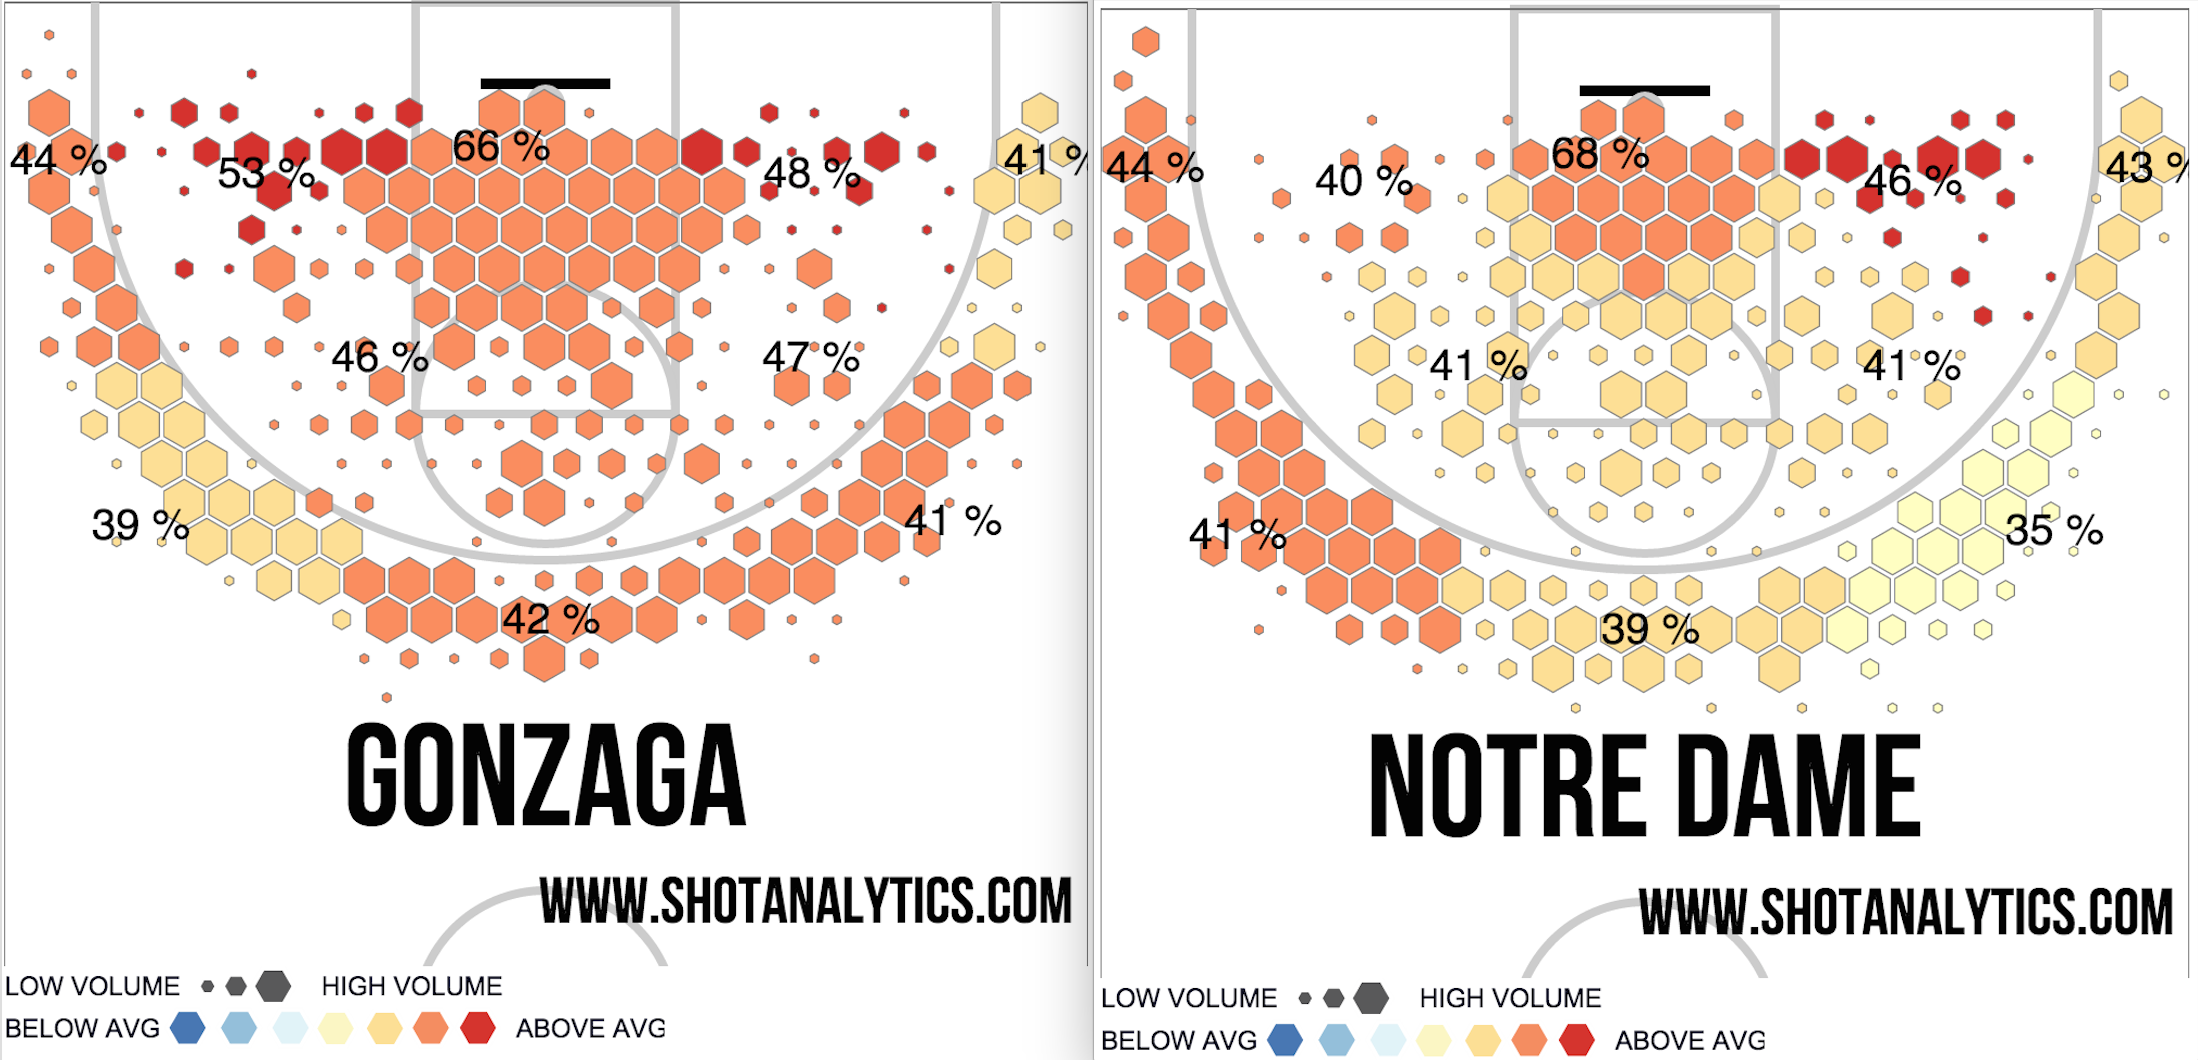 66 %
44 %
53 %
48 %
41 %
46 %
47 %
39 %
41 %
42 %
GONZAGA
WWW.SHOTANALYTICS.COM
LOW VOLUME HIGH VOLUME
BELOW AVG ABOVE AVG
68 %
44 %
40 %
46 %
43 %
41 %
41 %
41 %
35 %
39 %
NOTRE DAME
WWW.SHOTANALYTICS.COM
LOW VOLUME HIGH VOLUME
BELOW AVG ABOVE AVG